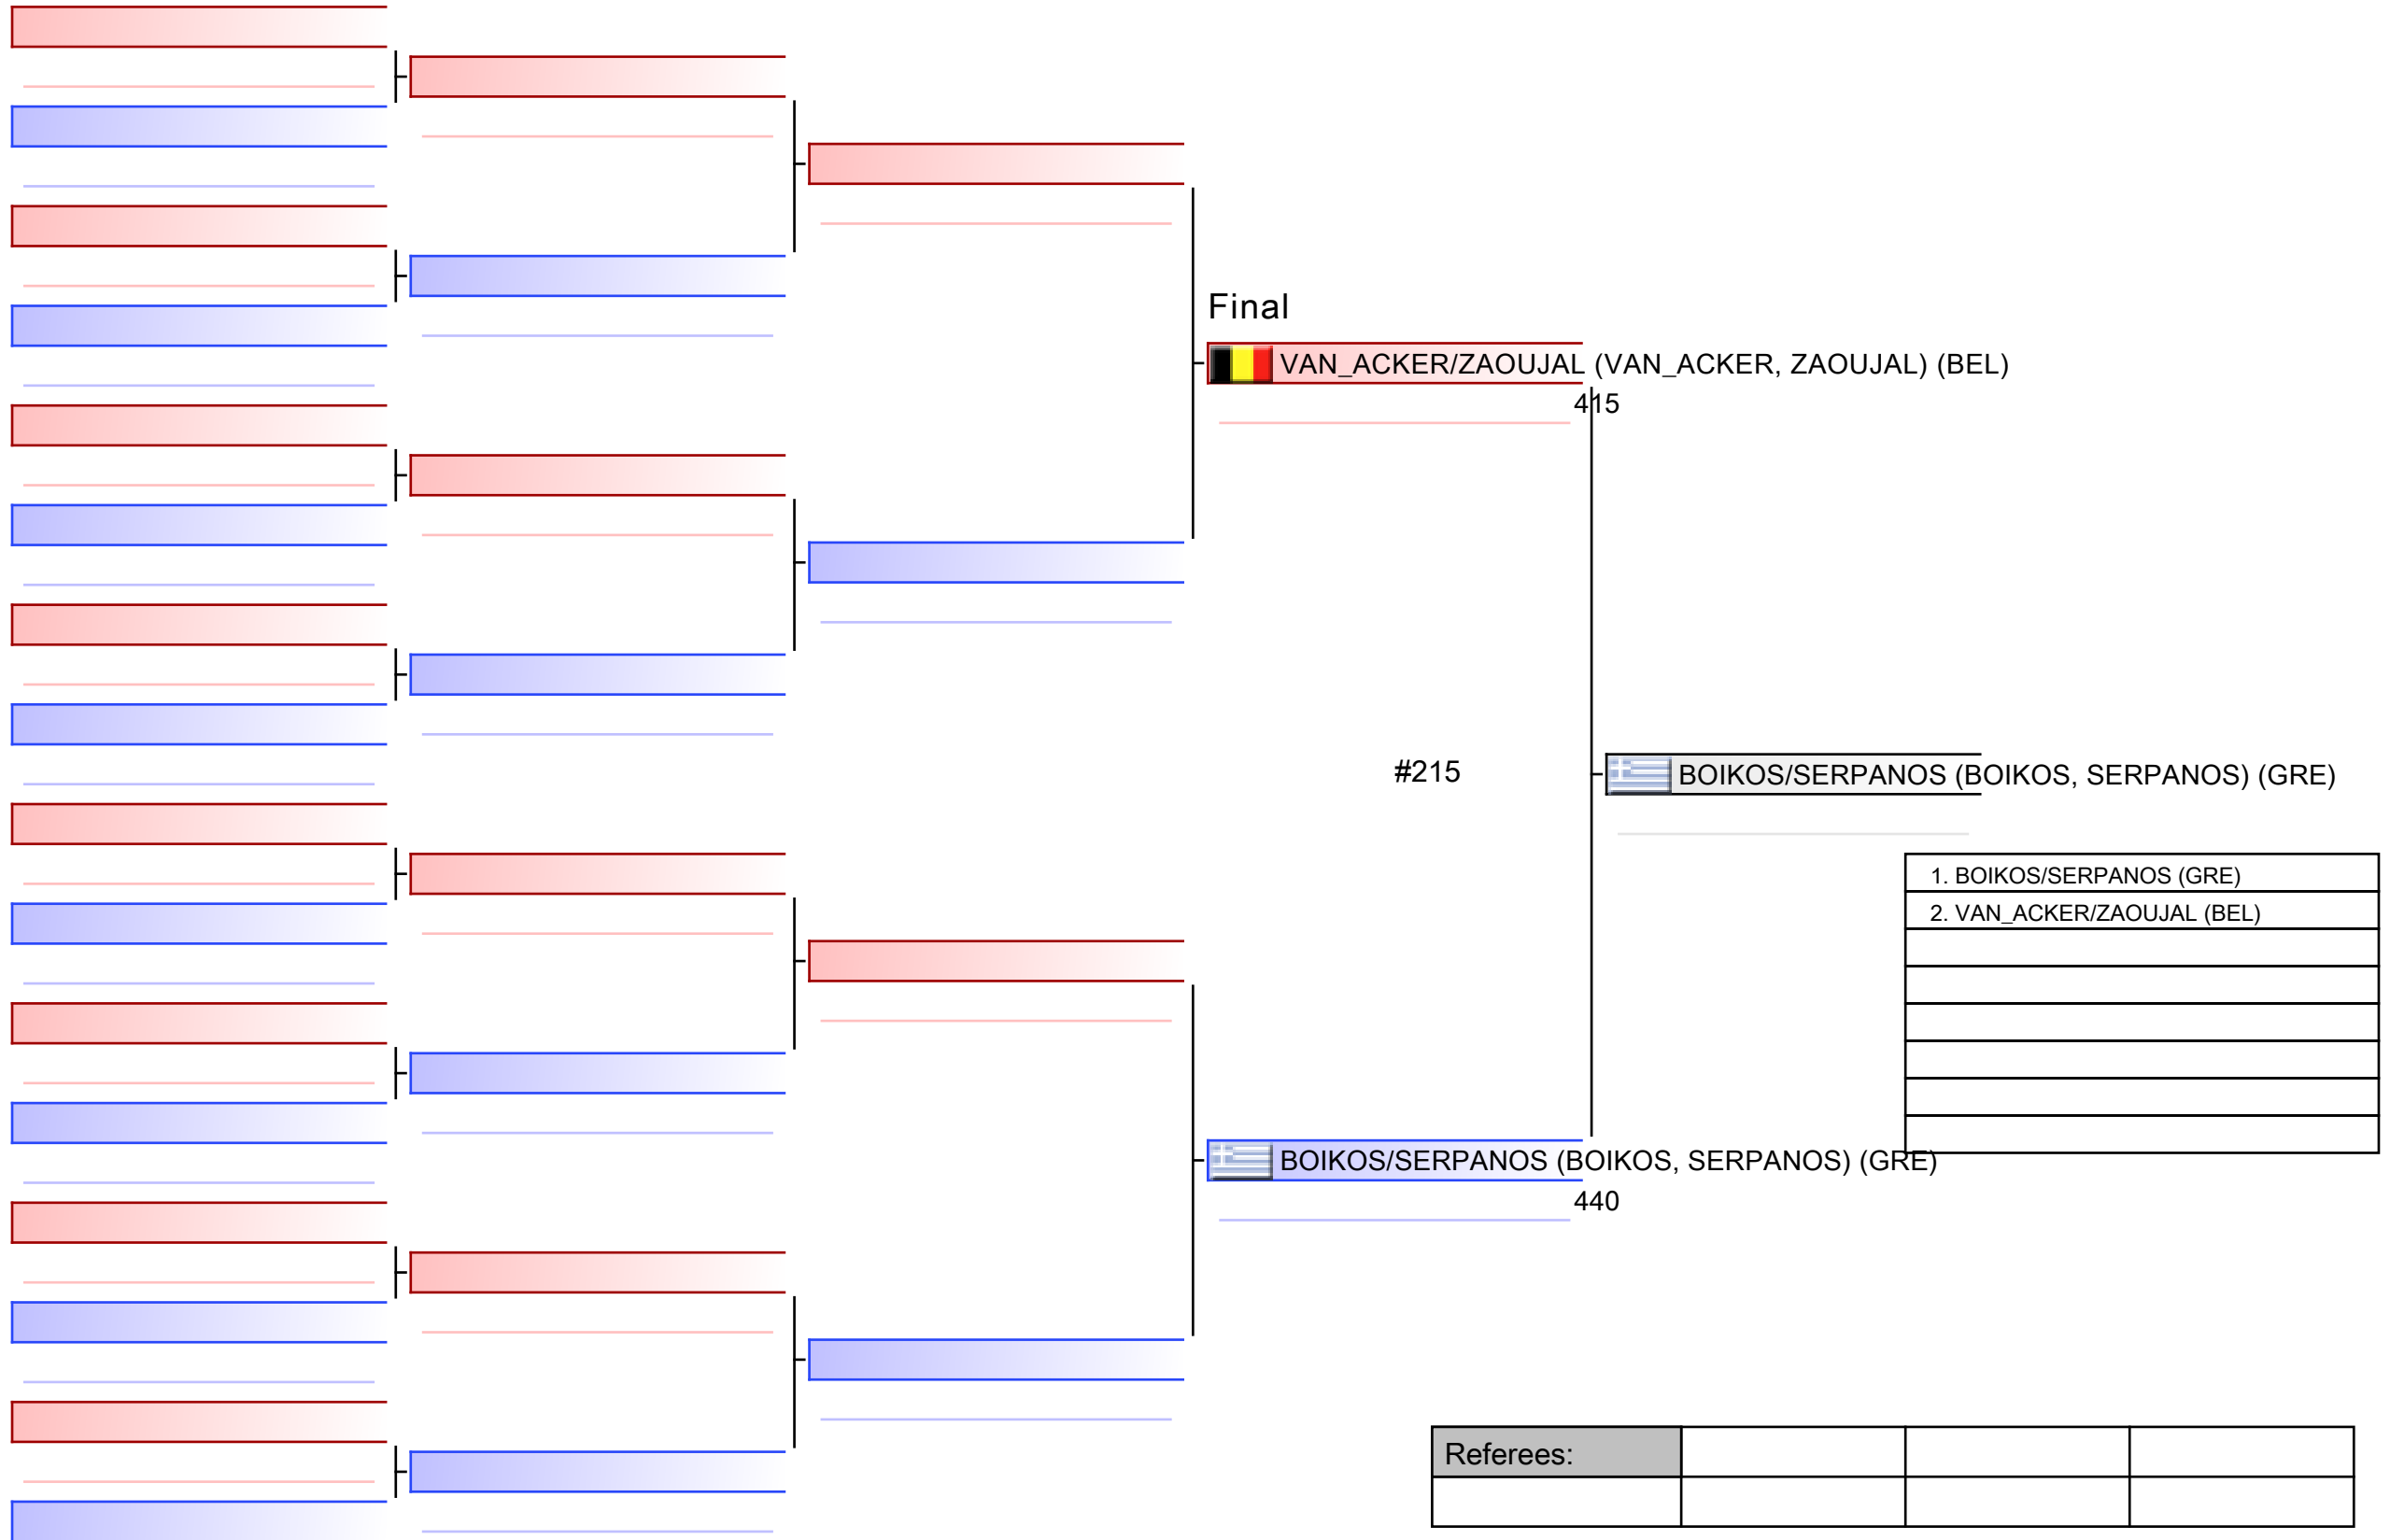 Final
VAN_ACKER/ZAOUJAL (VAN_ACKER, ZAOUJAL) (BEL)
415
#215
BOIKOS/SERPANOS (BOIKOS, SERPANOS) (GRE)
1. BOIKOS/SERPANOS (GRE)
2. VAN_ACKER/ZAOUJAL (BEL)
BOIKOS/SERPANOS (BOIKOS, SERPANOS) (GRE)
440
Referees: